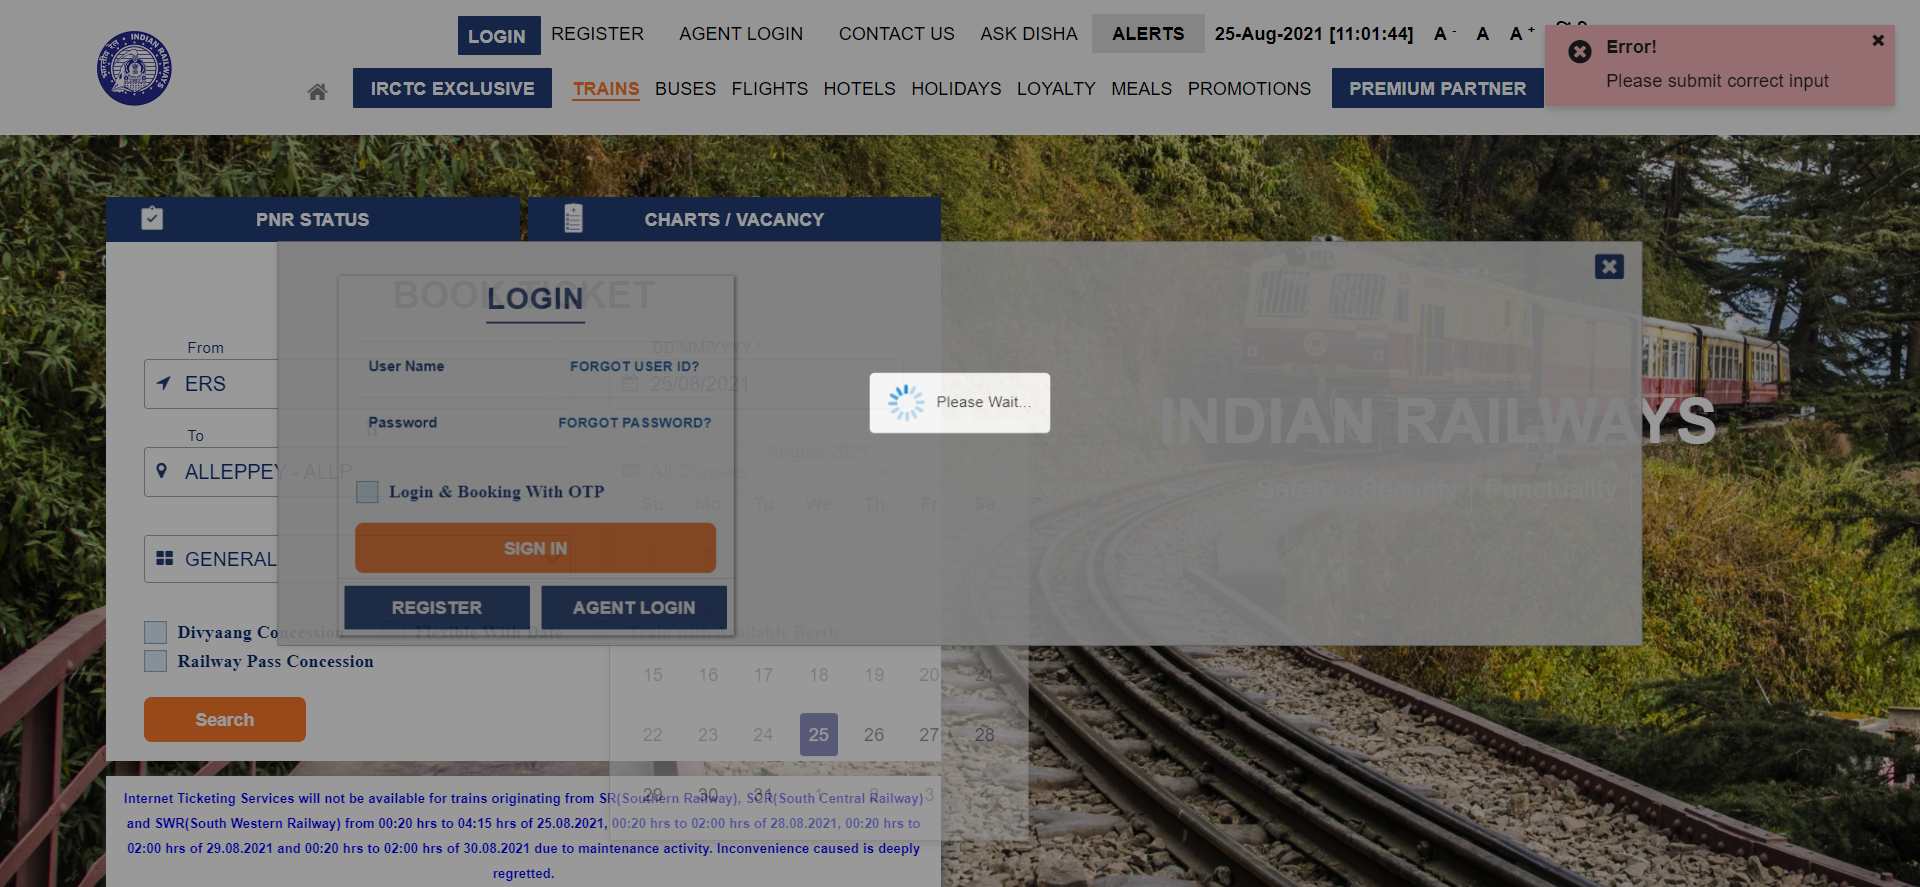 LOGIN
REGISTER
AGENT LOGIN
CONTACT US
ASK DISHA
ALERTS
25-Aug-2021 [11:01:44]
A -
A
A +
Error!
Please submit correct input
INDIAN RAILWAYS
IRCTC EXCLUSIVE
TRAINS
BUSES
FLIGHTS
HOTELS
HOLIDAYS
LOYALTY
MEALS
PROMOTIONS
PREMIUM PARTNER
PNR STATUS
CHARTS / VACANCY
BOOK TICKET
LOGIN
From
ERS
DD/MM/YYYY *
25/08/2021
User Name
FORGOT USER ID?
Please Wait...
To
ALLEPPEY - ALLP
Password
FORGOT PASSWORD?
INDIAN RAILWAYS
Safety | Security | Punctuality
August 2021
All Classes
Su Mo Tu We Th Fr Sa
Login & Booking With OTP
GENERAL
SIGN IN
REGISTER
AGENT LOGIN
Divyaang Concession
Flexible With Date
Train with Available Berth
Railway Pass Concession
15 16 17 18 19 20 21
Search
22 23 24 25 26 27 28
29 30 31 1 2 3 4
Internet Ticketing Services will not be available for trains originating from SR(Southern Railway), SCR(South Central Railway)
and SWR(South Western Railway) from 00:20 hrs to 04:15 hrs of 25.08.2021, 00:20 hrs to 02:00 hrs of 28.08.2021, 00:20 hrs to
02:00 hrs of 29.08.2021 and 00:20 hrs to 02:00 hrs of 30.08.2021 due to maintenance activity. Inconvenience caused is deeply
regretted.